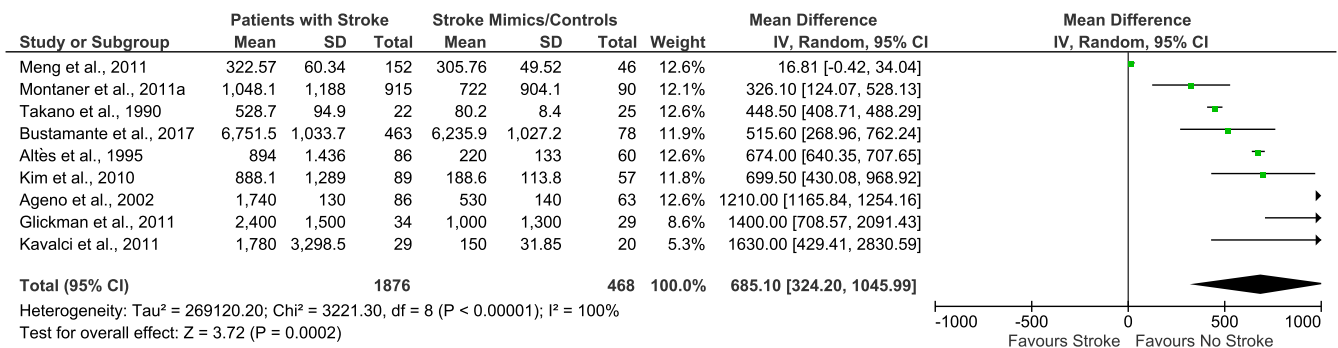 Patients with Stroke Stroke Mimics/Controls Mean Difference Mean Difference
Study or Subgroup Mean SD Total Mean SD Total Weight IV, Random, 95% CI IV, Random, 95% CI
Meng et al., 2011 322.57 60.34 152 305.76 49.52 46 12.6% 16.81 [-0.42, 34.04]
Montaner et al., 2011a 1,048.1 1,188 915 722 904.1 90 12.1% 326.10 [124.07, 528.13]
Takano et al., 1990 528.7 94.9 22 80.2 8.4 25 12.6% 448.50 [408.71, 488.29]
Bustamante et al., 2017 6,751.5 1,033.7 463 6,235.9 1,027.2 78 11.9% 515.60 [268.96, 762.24]
Altès et al., 1995 894 1.436 86 220 133 60 12.6% 674.00 [640.35, 707.65]
Kim et al., 2010 888.1 1,289 89 188.6 113.8 57 11.8% 699.50 [430.08, 968.92]
Ageno et al., 2002 1,740 130 86 530 140 63 12.6% 1210.00 [1165.84, 1254.16]
Glickman et al., 2011 2,400 1,500 34 1,000 1,300 29 8.6% 1400.00 [708.57, 2091.43]
Kavalci et al., 2011 1,780 3,298.5 29 150 31.85 20 5.3% 1630.00 [429.41, 2830.59]
Total (95% CI) 1876 468 100.0% 685.10 [324.20, 1045.99]
Heterogeneity: Tau² = 269120.20; Chi² = 3221.30, df = 8 (P < 0.00001); I² = 100%
Test for overall effect: Z = 3.72 (P = 0.0002)
-1000 -500 0 500 1000
Favours Stroke Favours No Stroke